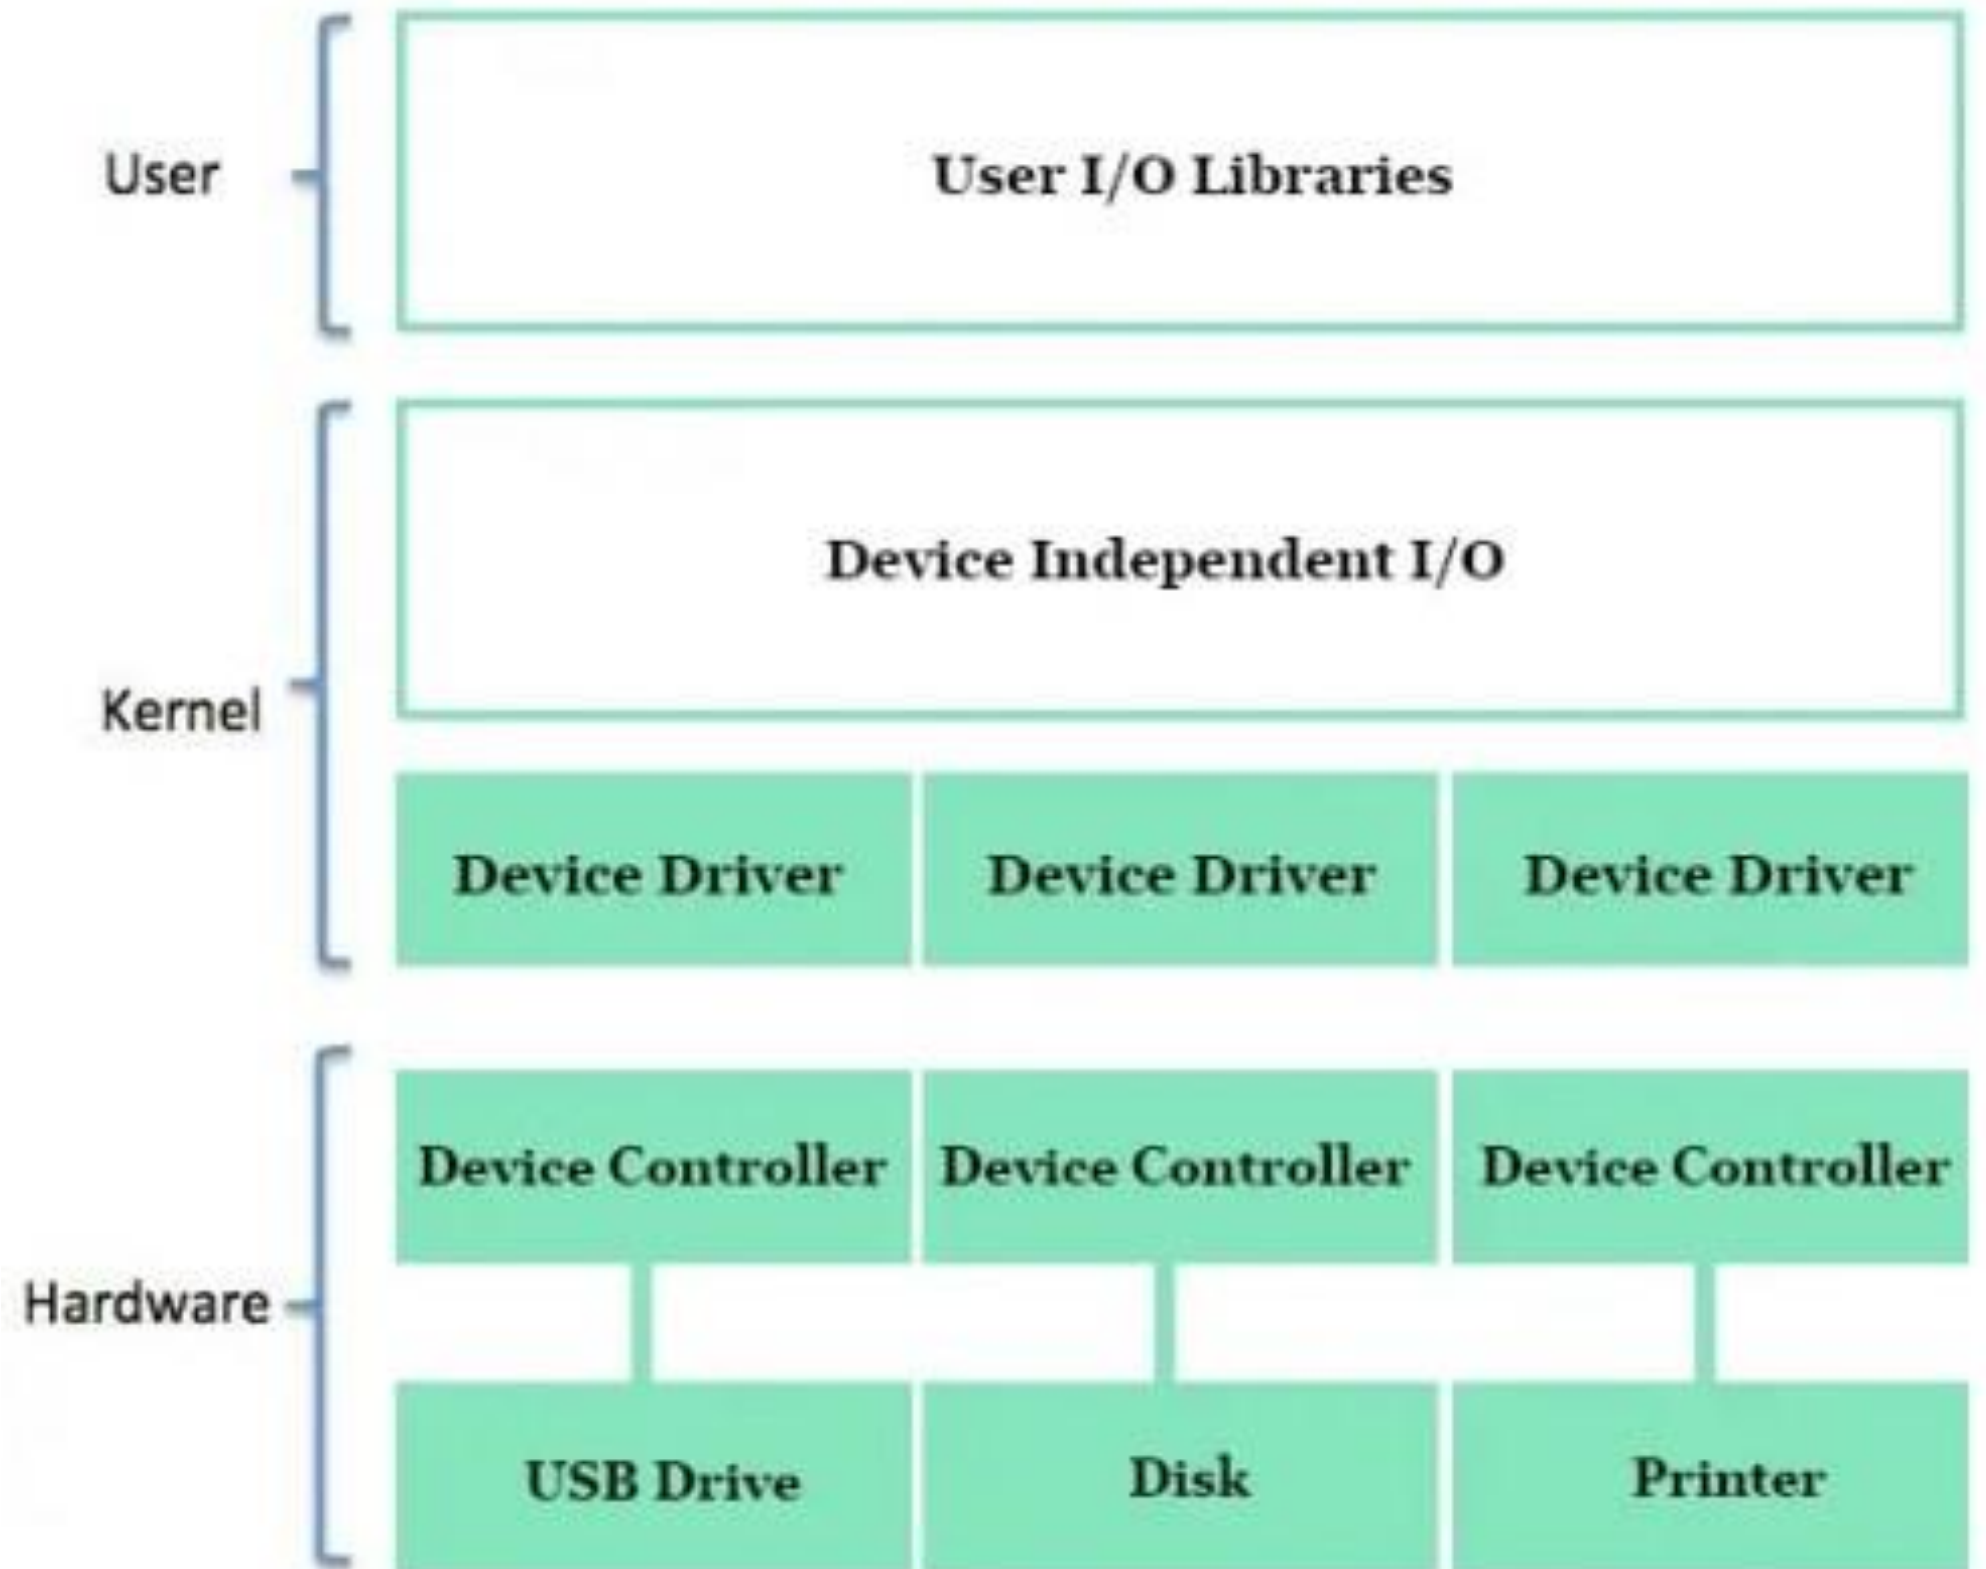 User
User I/O Libraries
Kernel
Device Independent I/O
Device Driver
Device Driver
Device Driver
Hardware
Device Controller
Device Controller
Device Controller
USB Drive
Disk
Printer